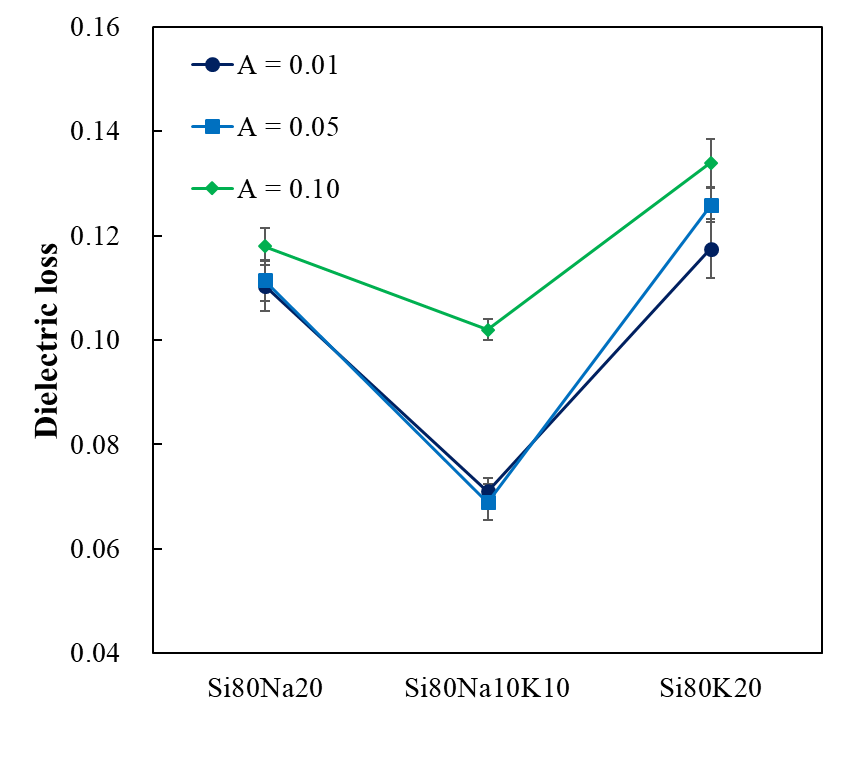 0.16
0.14
0.12
0.10
0.08
0.06
0.04
Dielectric loss
A = 0.01
A = 0.05
A = 0.10
Si80Na20
Si80Na10K10
Si80K20